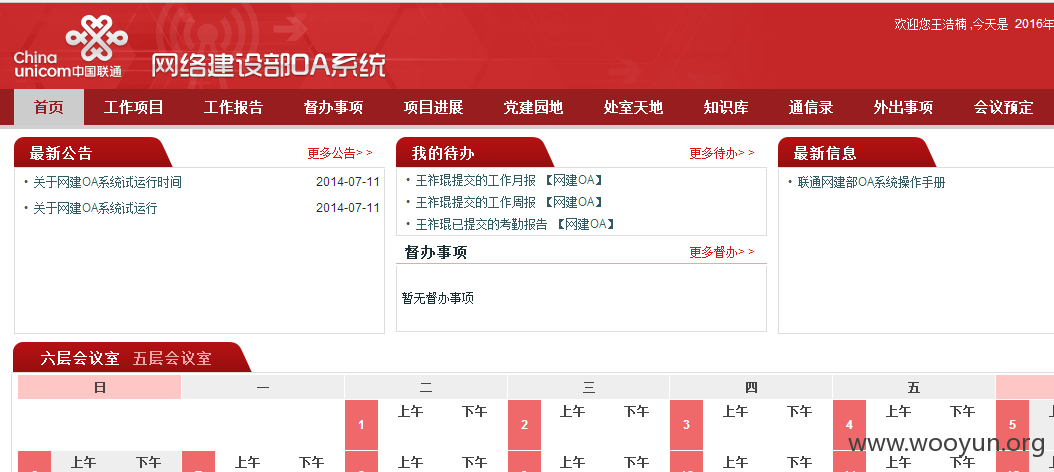 欢迎您王浩楠 ,今天是 2016年
China
unicom中国联通
网络建设部OA系统
首页 工作项目 工作报告 督办事项 项目进展 党建园地 处室天地 知识库 通信录 外出事项 会议预定
最新公告 更多公告> >
• 关于网建OA系统试运行时间 2014-07-11
• 关于网建OA系统试运行 2014-07-11
我的待办 更多待办> >
• 王祚琨提交的工作月报 【网建OA】
• 王祚琨提交的工作周报 【网建OA】
• 王祚琨已提交的考勤报告 【网建OA】
督办事项 更多督办> >
暂无督办事项
最新信息
• 联通网建部OA系统操作手册
六层会议室 五层会议室
日 一 二 三 四 五
1 上午 下午 2 上午 下午 3 上午 下午 4 上午 下午 5
上午 下午 上午 下午 上午 下午 上午 下午 上午 下午 上午 下午
www.wooyun.org